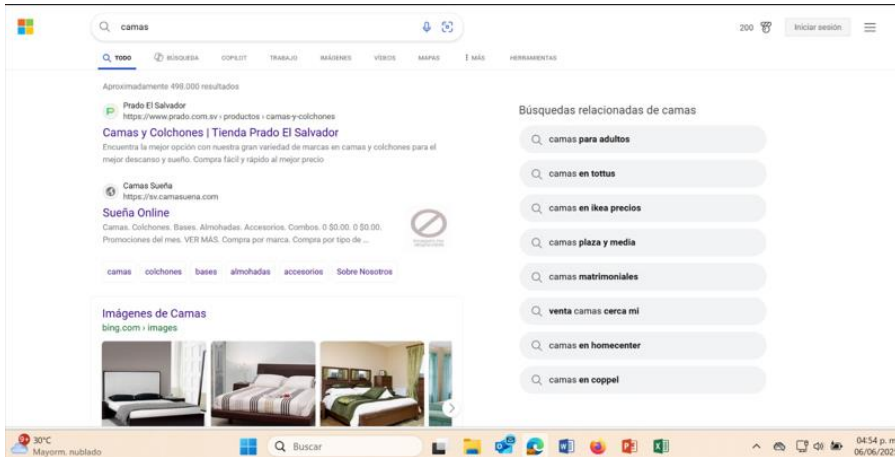 camas
200
Iniciar sesión
TODO
BÚSQUEDA
COPILOT
TRABAJO
IMÁGENES
VÍDEOS
MAPAS
MÁS
HERRAMIENTAS
Aproximadamente 498.000 resultados
Prado El Salvador
https://www.prado.com.sv › productos › camas-y-colchones
Camas y Colchones | Tienda Prado El Salvador
Encuentra la mejor opción con nuestra gran variedad de marcas en camas y colchones para el
mejor descanso y sueño. Compra fácil y rápido al mejor precio
Camas Sueña
https://sv.camasuena.com
Sueña Online
Camas. Colchones. Bases. Almohadas. Accesorios. Combos. 0 $0.00. 0 $0.00.
Promociones del mes. VER MÁS. Compra por marca. Compra por tipo de ...
camas
colchones
bases
almohadas
accesorios
Sobre Nosotros
Imágenes de Camas
bing.com › images
Búsquedas relacionadas de camas
camas para adultos
camas en tottus
camas en ikea precios
camas plaza y media
camas matrimoniales
venta camas cerca mi
camas en homecenter
camas en coppel
30°C
Mayorm. nublado
Buscar
04:54 p. m
06/06/202